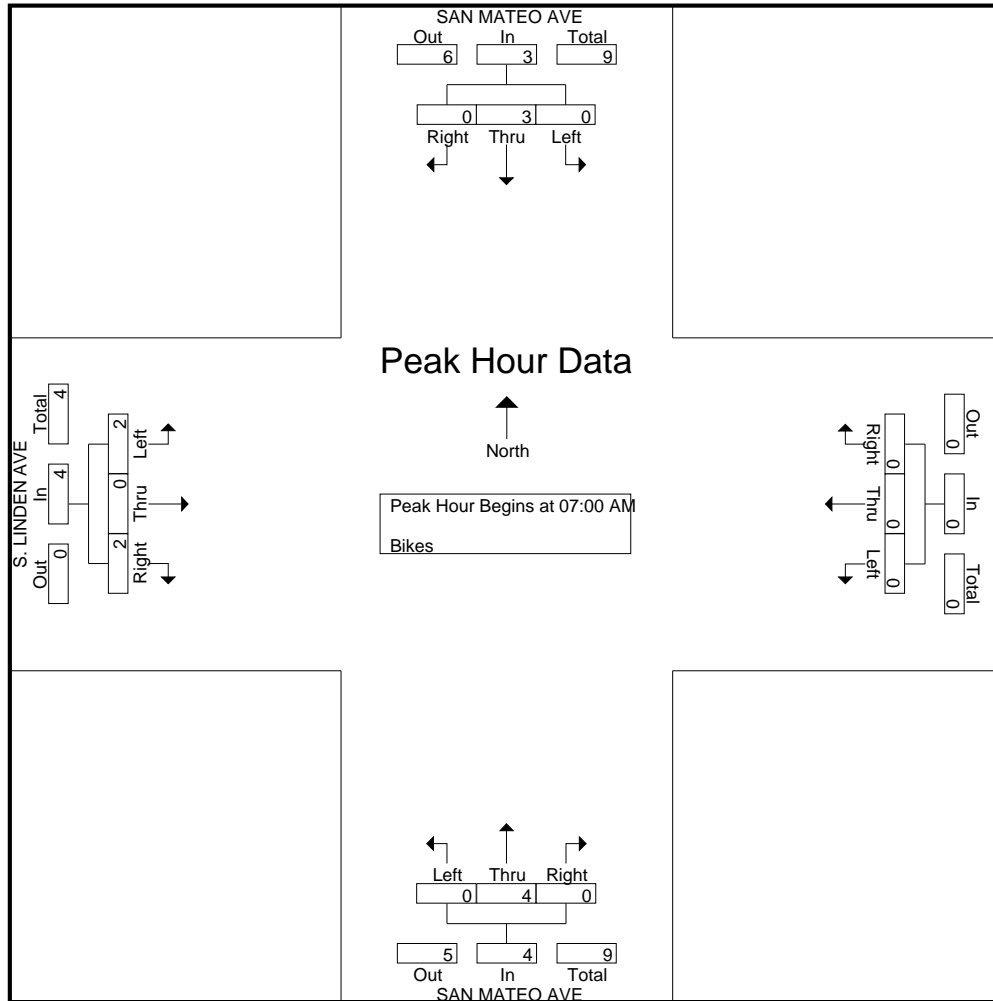 SAN MATEO AVE
Out In Total
6 3 9
0 3 0
Right Thru Left
Peak Hour Data
North
Peak Hour Begins at 07:00 AM
Bikes
S. LINDEN AVE
Out In Total
0 4 4
2 0 2
Left Thru Right
Out In Total
0 0 0
Right Thru Left
0 0 0
Left Thru Right
0 4 0
5 4 9
Out In Total
SAN MATEO AVE